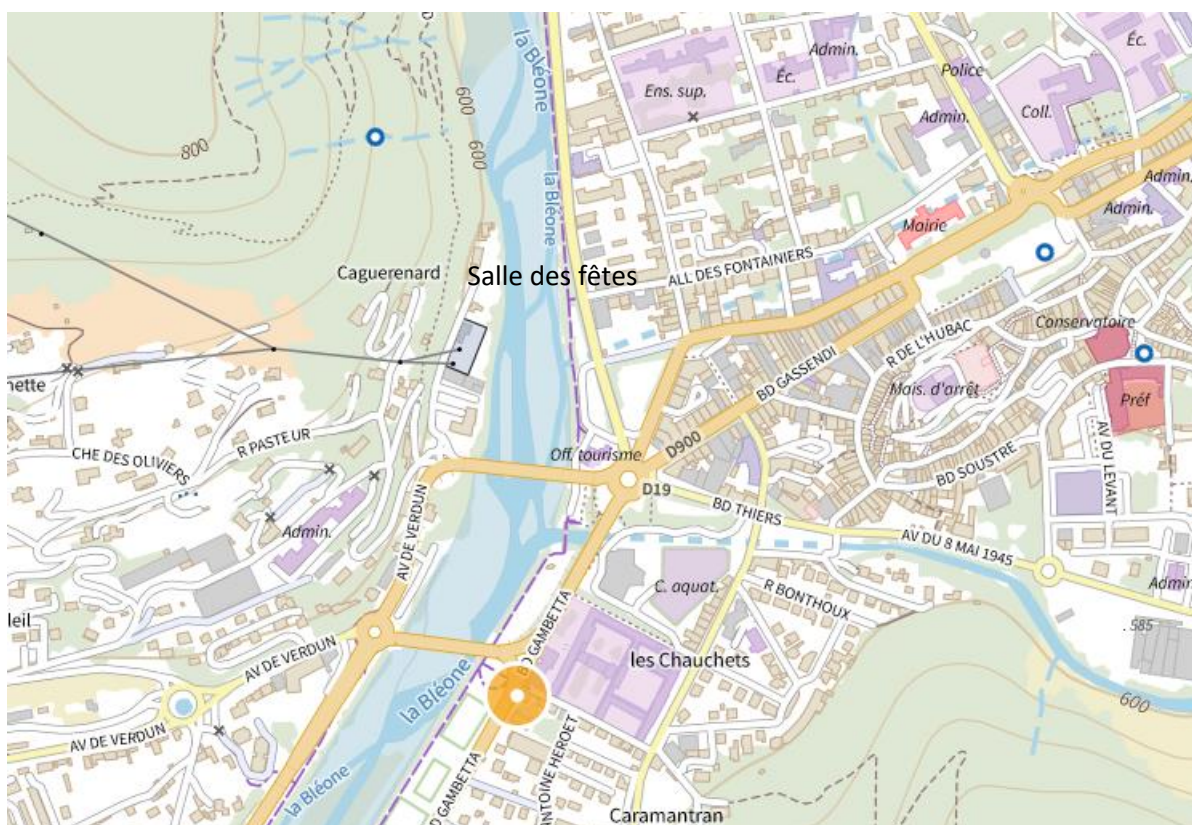 la Bléone
Éc.
Admin.
Éc.
Police
Ens. sup.
Coll.
Admin.
600
600
800
la Bléone
Admin.
Admin.
Mairie
Caguerenard
Salle des fêtes
ALL DES FONTAINIERS
Conservatoire
R DE L'HUBAC
nette
BD GASSENDI
Mais. d'arrêt
Préf
R PASTEUR
CHE DES OLIVIERS
Off. tourisme
D900
BD SOUSTRE
AV DU LEVANT
D19
BD THIERS
Admin.
AV DE VERDUN
AV DU 8 MAI 1945
C. aquat.
R BONTHOUX
Admin
leil
BD GAMBETTA
. 585
AV DE VERDUN
la Bléone
les Chauchets
600
AV DE VERDUN
la Bléone
D GAMBETTA
ANTOINE HEROET
Caramantran